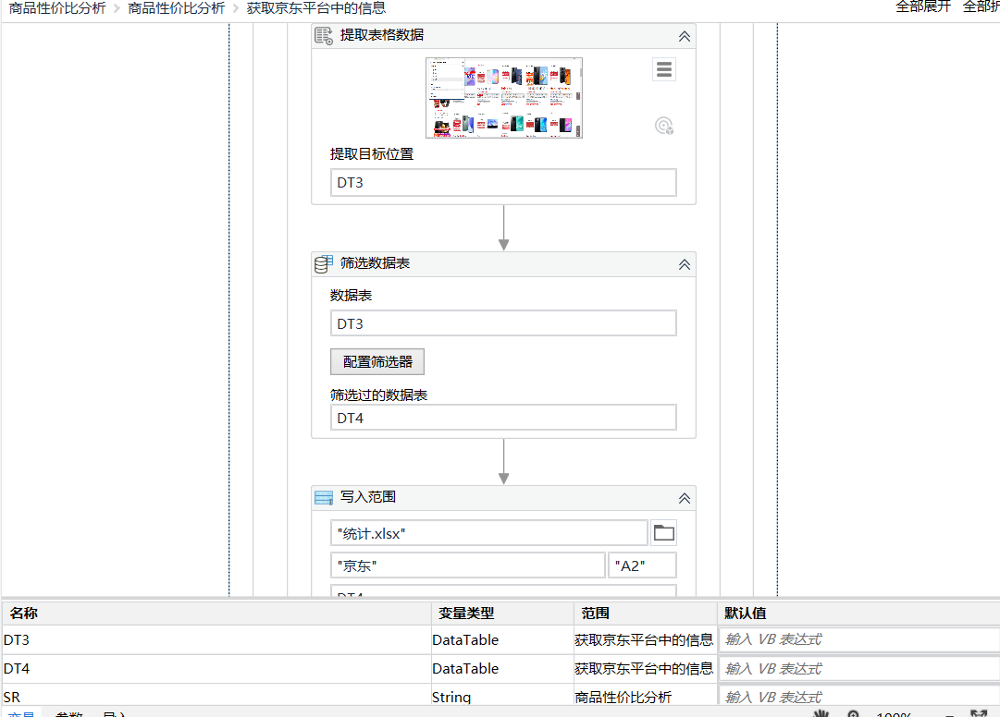 商品性价比分析 > 商品性价比分析 > 获取京东平台中的信息 全部展开
提取表格数据
提取目标位置
DT3
筛选数据表
数据表
DT3
配置筛选器
筛选过的数据表
DT4
写入范围
"统计.xlsx"
"京东" "A2"
DT4
名称 变量类型 范围 默认值
DT3 DataTable 获取京东平台中的信息 输入 VB 表达式
DT4 DataTable 获取京东平台中的信息 输入 VB 表达式
SR String 商品性价比分析 输入 VB 表达式
变量 参数 导入 100%